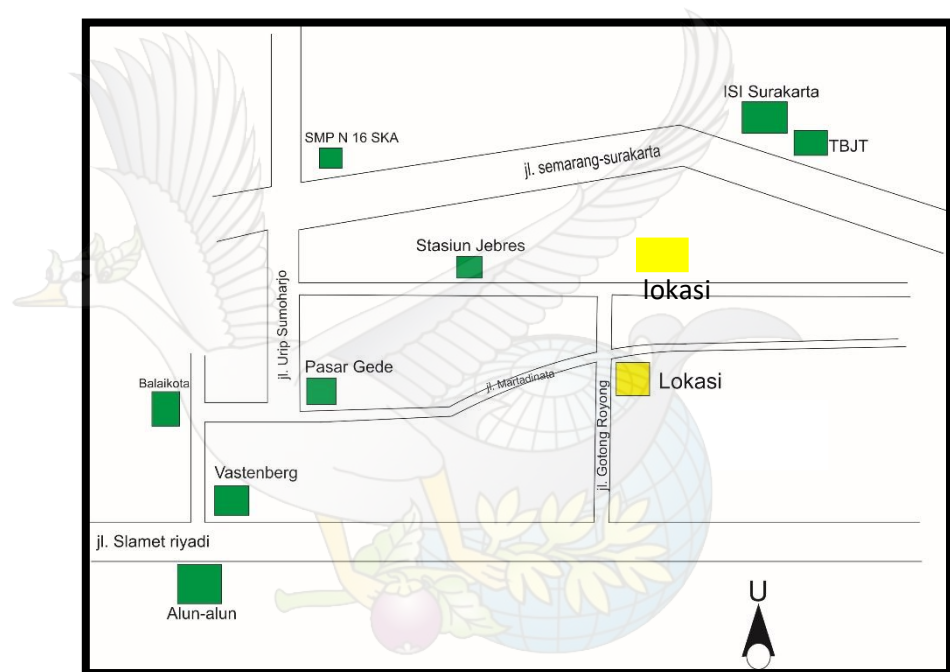 ISI Surakarta
SMP N 16 SKA
TBJT
jl. semarang-surakarta
Stasiun Jebres
lokasi
jl. Urip Sumoharjo
Pasar Gede
jl. Martadinata
Balaikota
Lokasi
jl. Gotong Royong
Vastenberg
jl. Slamet riyadi
Alun-alun
U